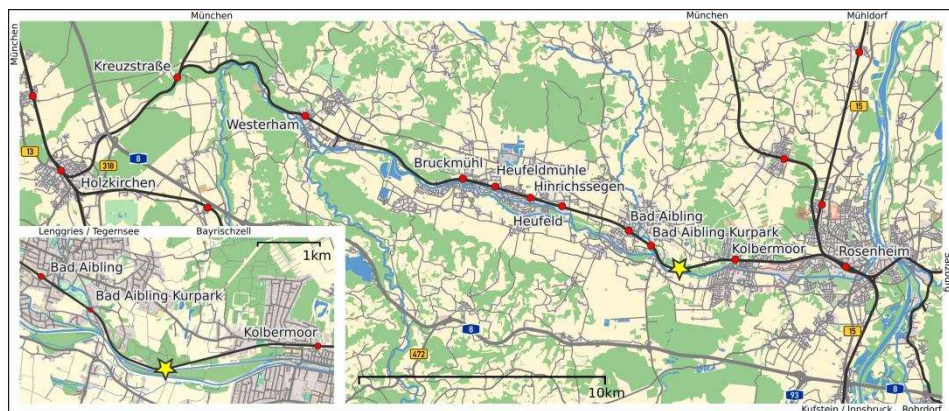 München
München
Mühldorf
München
Kreuzstraße
15
Westerham
13
318
8
Holzkirchen
Bruckmühl
Heufeldmühle
Hinrichssegen
Heufeld
Bad Aibling
Bad Aibling-Kurpark
Kolbermoor
Rosenheim
Salzburg
Lenggries / Tegernsee
Bayrischzell
1km
Bad Aibling
Bad Aibling-Kurpark
Kolbermoor
8
472
15
10km
93
8
Kufstein / Innsbruck
Rohrdorf